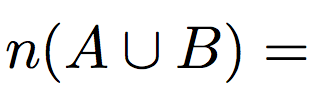 n(A ∪ B) =